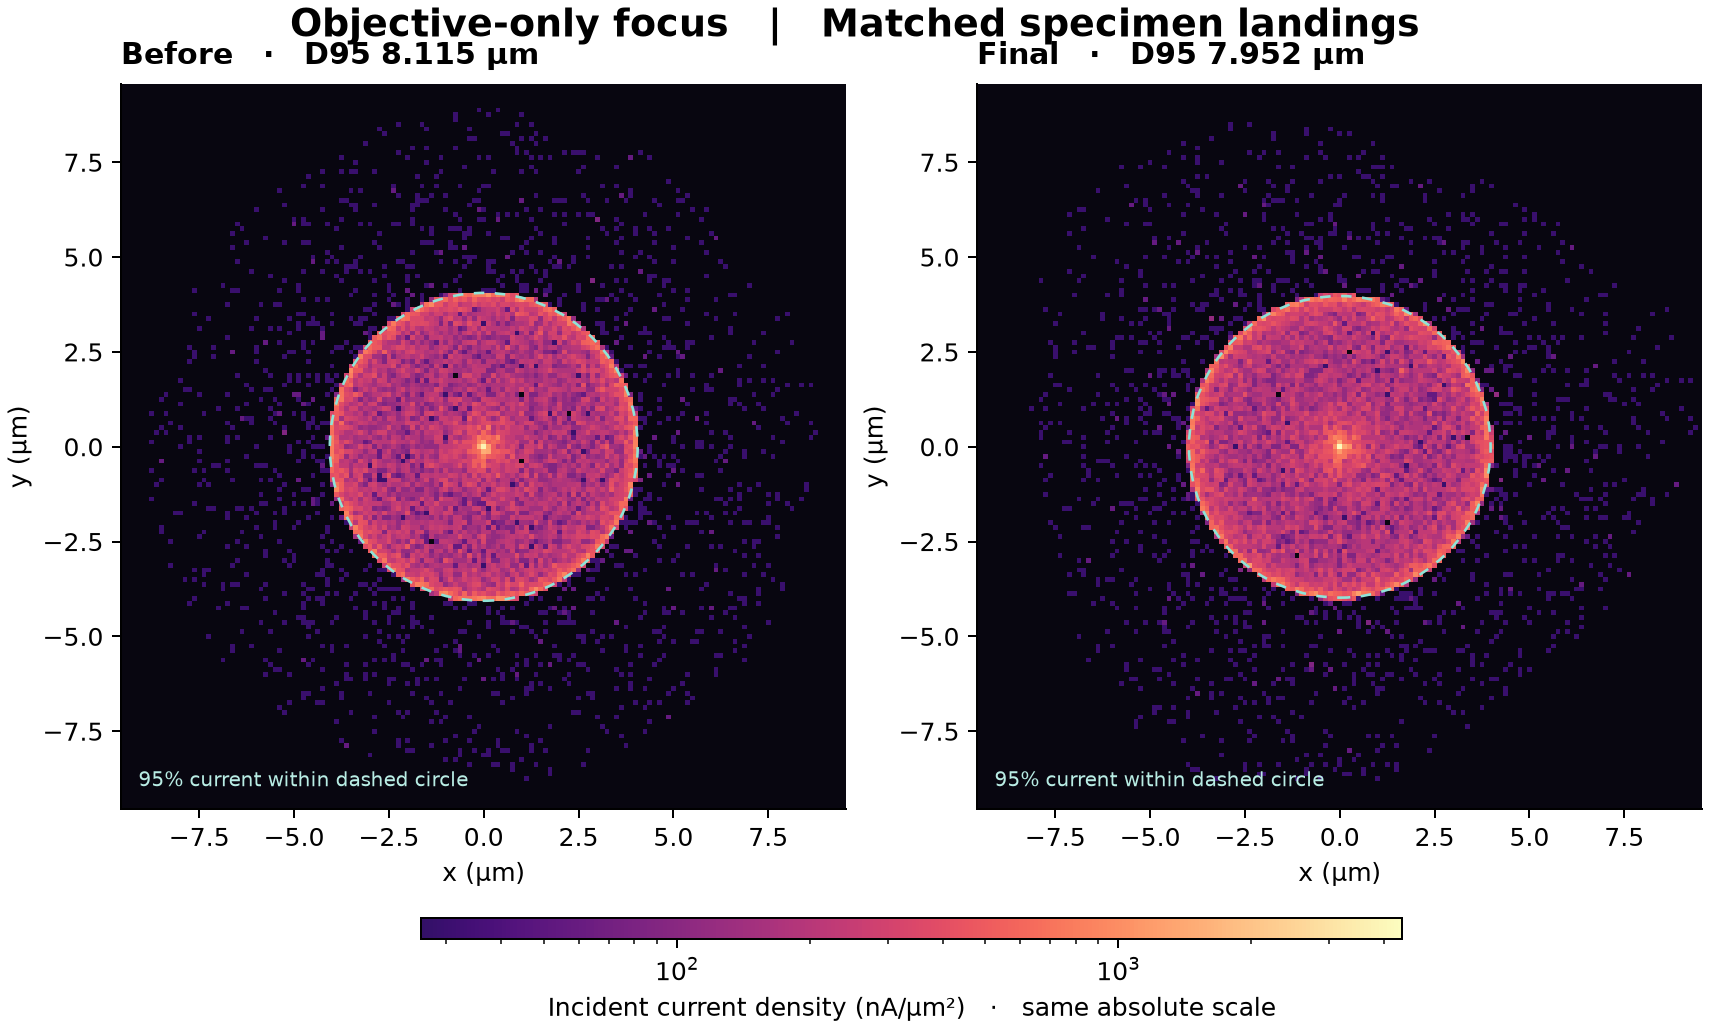 Objective-only focus | Matched specimen landings
Before · D95 8.115 µm
Final · D95 7.952 µm
7.5
5.0
2.5
0.0
−2.5
−5.0
−7.5
y (µm)
95% current within dashed circle
−7.5 −5.0 −2.5 0.0 2.5 5.0 7.5
x (µm)
7.5
5.0
2.5
0.0
−2.5
−5.0
−7.5
y (µm)
95% current within dashed circle
−7.5 −5.0 −2.5 0.0 2.5 5.0 7.5
x (µm)
10² 10³
Incident current density (nA/µm²) · same absolute scale